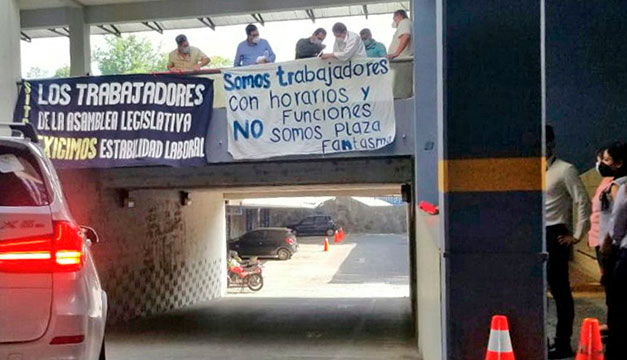 LOS TRABAJADORES
DE LA ASAMBLEA LEGISLATIVA
EXIGIMOS ESTABILIDAD LABORAL
Somos trabajadores
con horarios y
Funciones
NO somos plaza
Fantasma